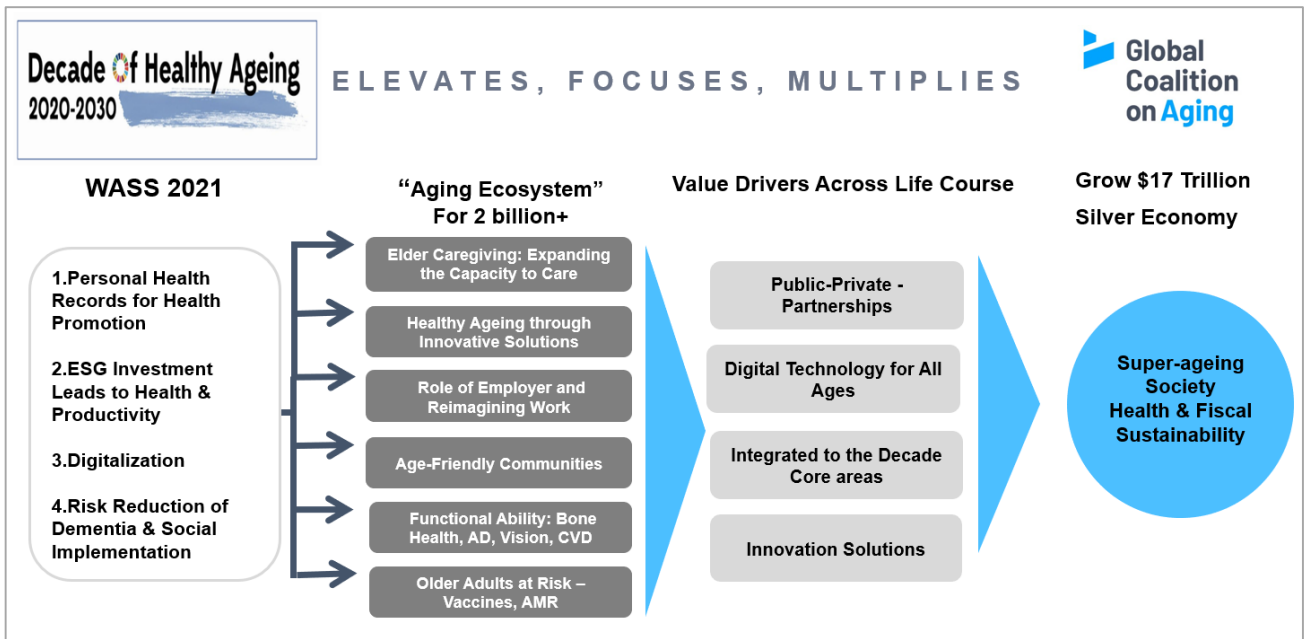 Decade Of Healthy Ageing
2020-2030
ELEVATES, FOCUSES, MULTIPLIES
Global
Coalition
on Aging
WASS 2021
1.Personal Health
Records for Health
Promotion
2.ESG Investment
Leads to Health &
Productivity
3.Digitalization
4.Risk Reduction of
Dementia & Social
Implementation
“Aging Ecosystem”
For 2 billion+
Elder Caregiving: Expanding
the Capacity to Care
Healthy Ageing through
Innovative Solutions
Role of Employer and
Reimagining Work
Age-Friendly Communities
Functional Ability: Bone
Health, AD, Vision, CVD
Older Adults at Risk –
Vaccines, AMR
Value Drivers Across Life Course
Public-Private -
Partnerships
Digital Technology for All
Ages
Integrated to the Decade
Core areas
Innovation Solutions
Grow $17 Trillion
Silver Economy
Super-ageing
Society
Health & Fiscal
Sustainability